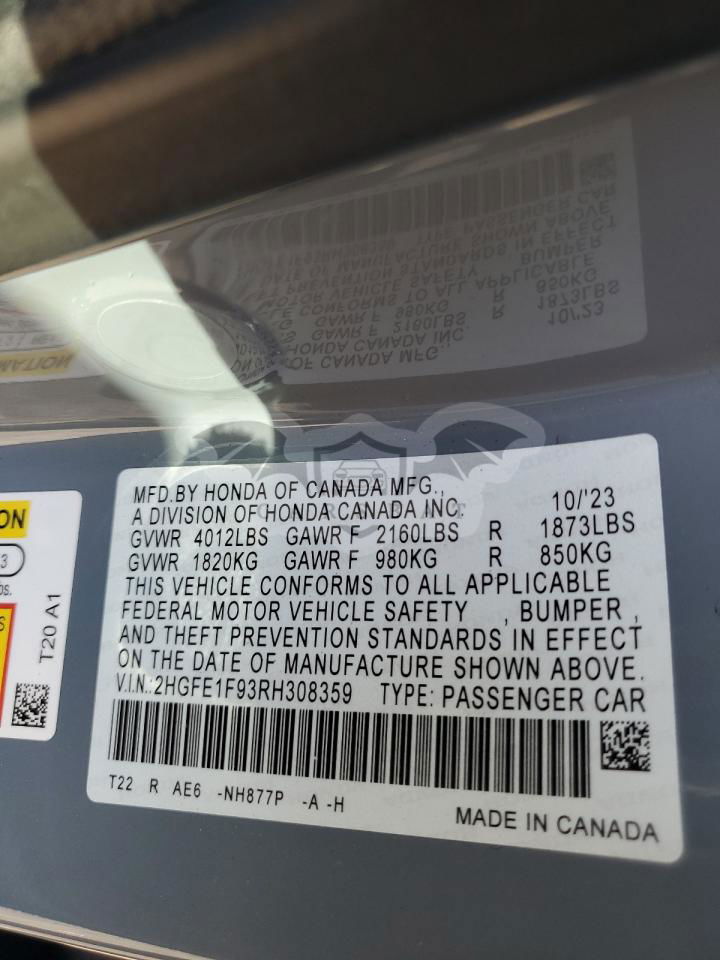 MFD.BY HONDA OF CANADA MFG.,
A DIVISION OF HONDA CANADA INC. 10/'23
GVWR 4012LBS GAWR F 2160LBS R 1873LBS
GVWR 1820KG GAWR F 980KG R 850KG
THIS VEHICLE CONFORMS TO ALL APPLICABLE
FEDERAL MOTOR VEHICLE SAFETY , BUMPER ,
AND THEFT PREVENTION STANDARDS IN EFFECT
ON THE DATE OF MANUFACTURE SHOWN ABOVE.
V.I.N.:2HGFE1F93RH308359 TYPE: PASSENGER CAR
T22 R AE6 -NH877P -A -H
MADE IN CANADA
ON
3
S
T20 A1